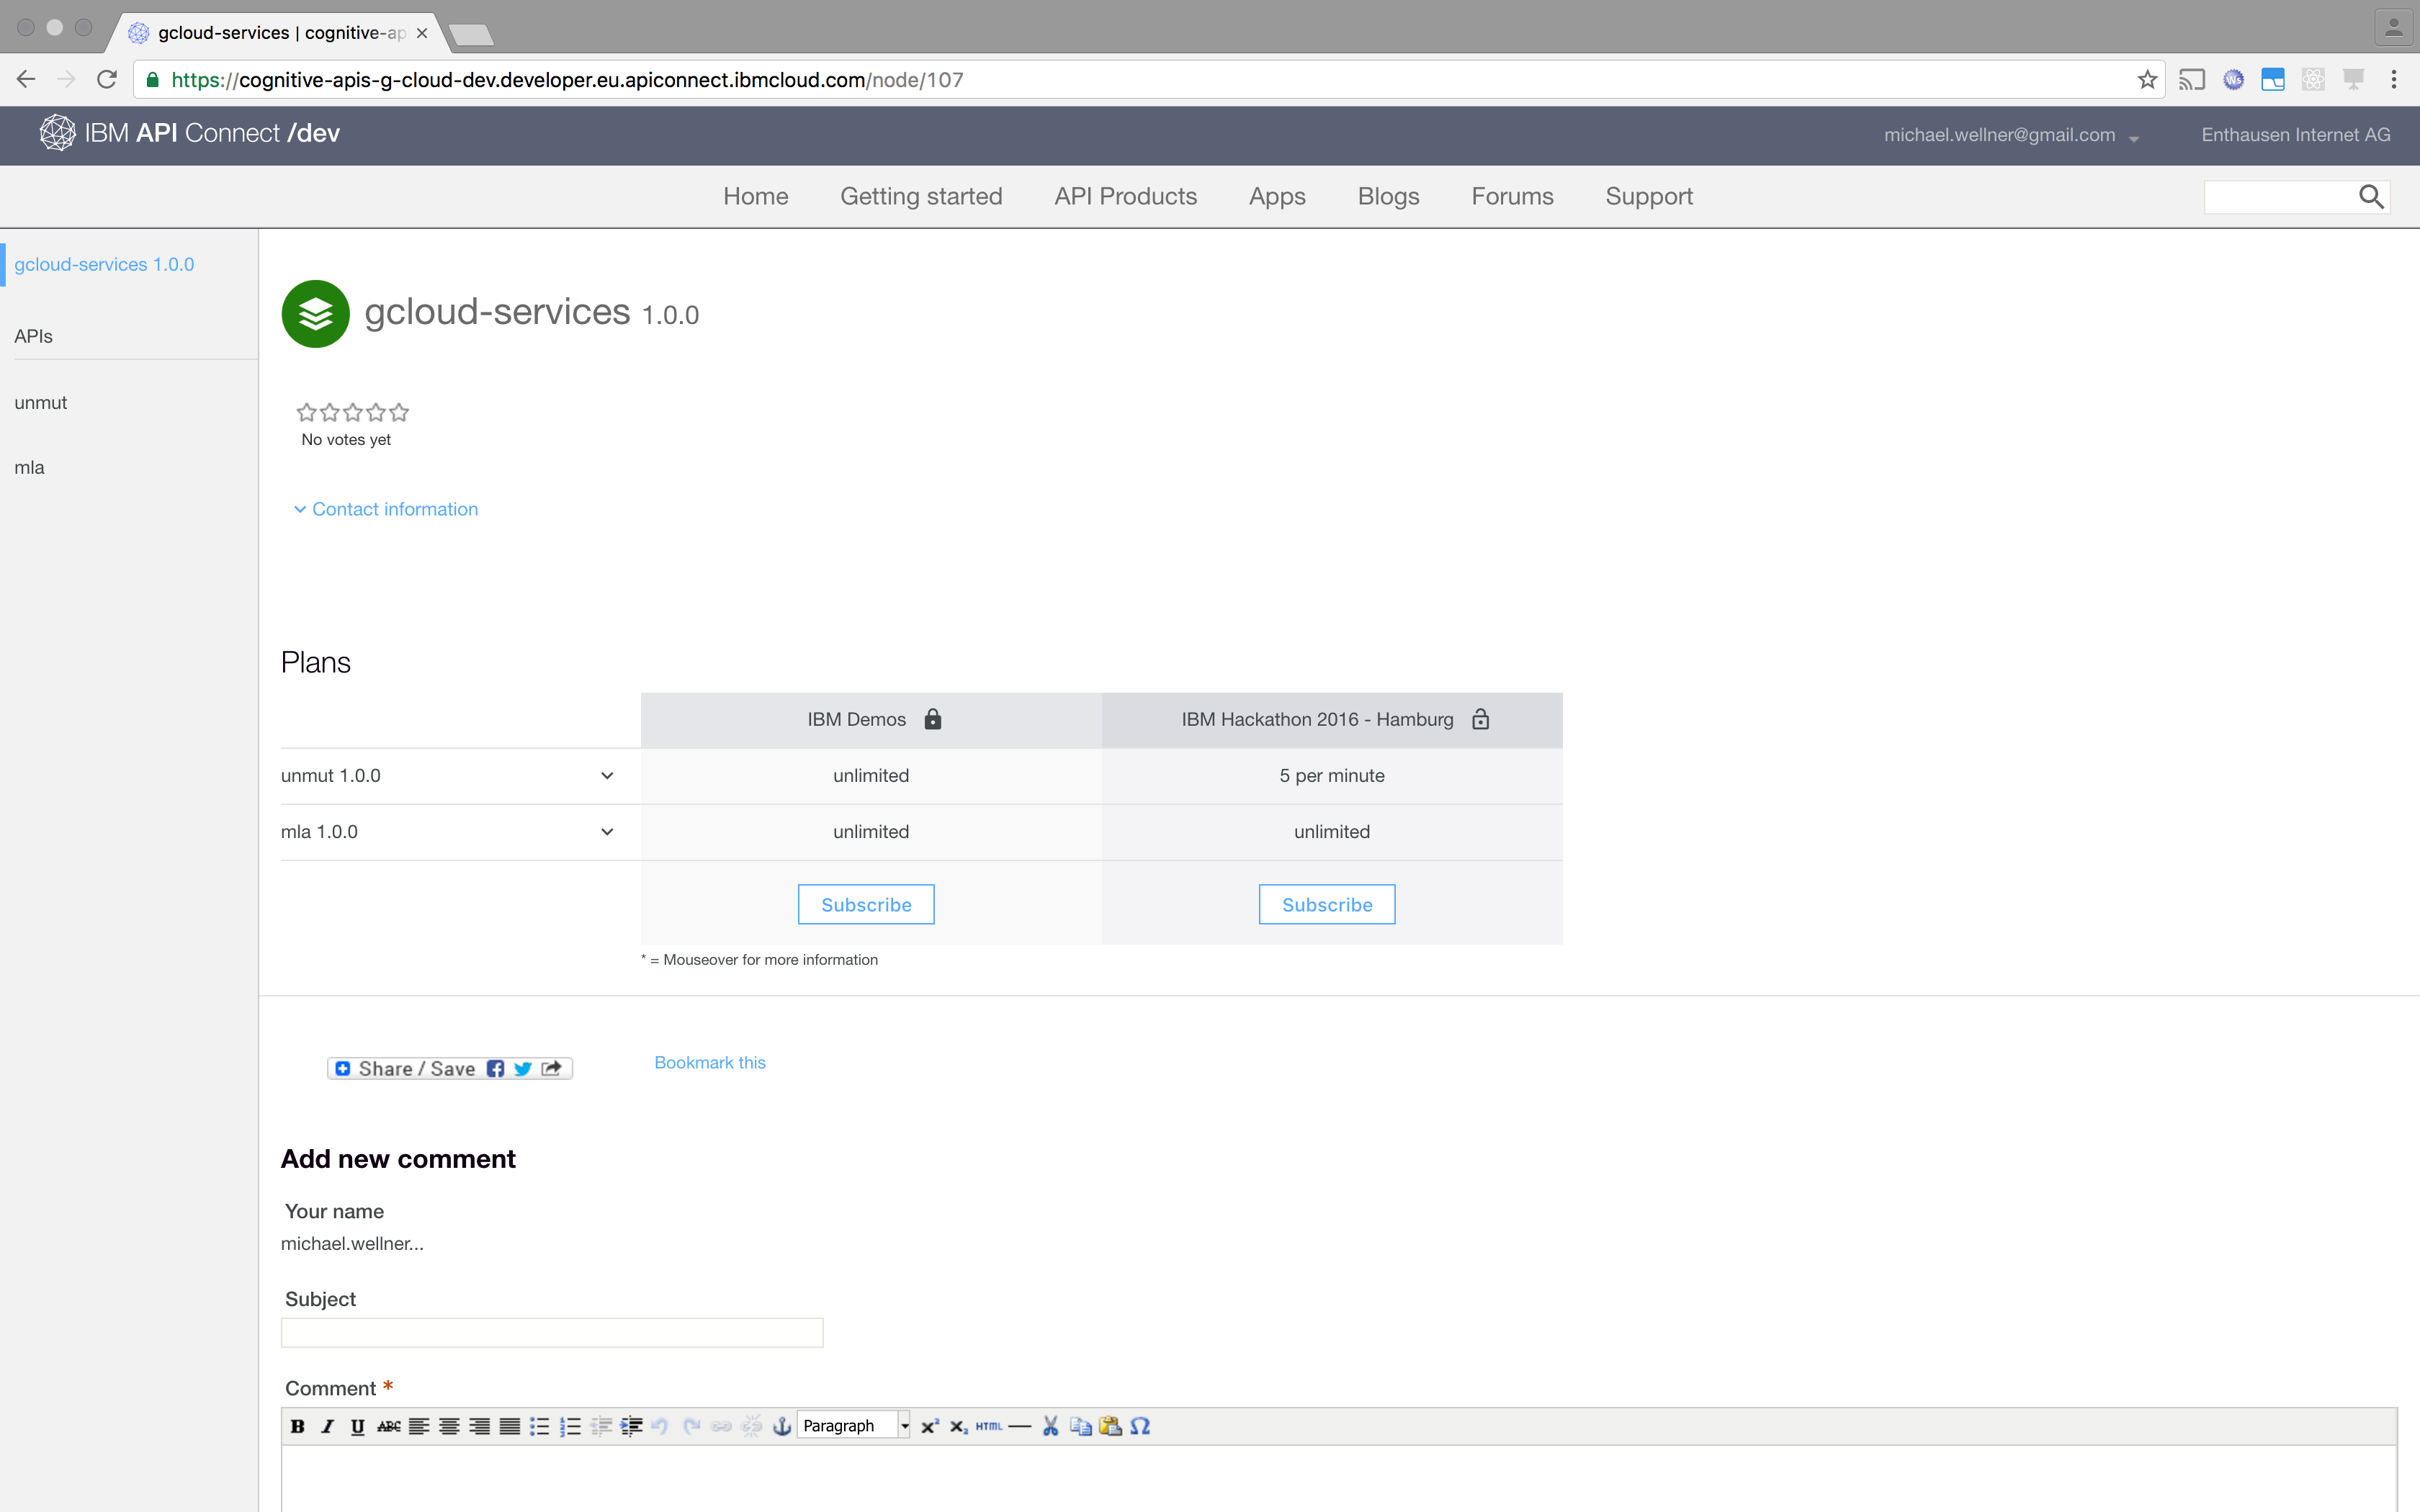 gcloud-services | cognitive-ap
https://cognitive-apis-g-cloud-dev.developer.eu.apiconnect.ibmcloud.com/node/107
IBM API Connect /dev
michael.wellner@gmail.com
Enthausen Internet AG
Home
Getting started
API Products
Apps
Blogs
Forums
Support
gcloud-services 1.0.0
APIs
unmut
mla
gcloud-services 1.0.0
No votes yet
Contact information
Plans
IBM Demos
IBM Hackathon 2016 - Hamburg
unmut 1.0.0
unlimited
5 per minute
mla 1.0.0
unlimited
unlimited
Subscribe
Subscribe
* = Mouseover for more information
Share / Save
Bookmark this
Add new comment
Your name
michael.wellner...
Subject
Comment *
B I U ABC
Paragraph
x² x₂ HTML
Ω